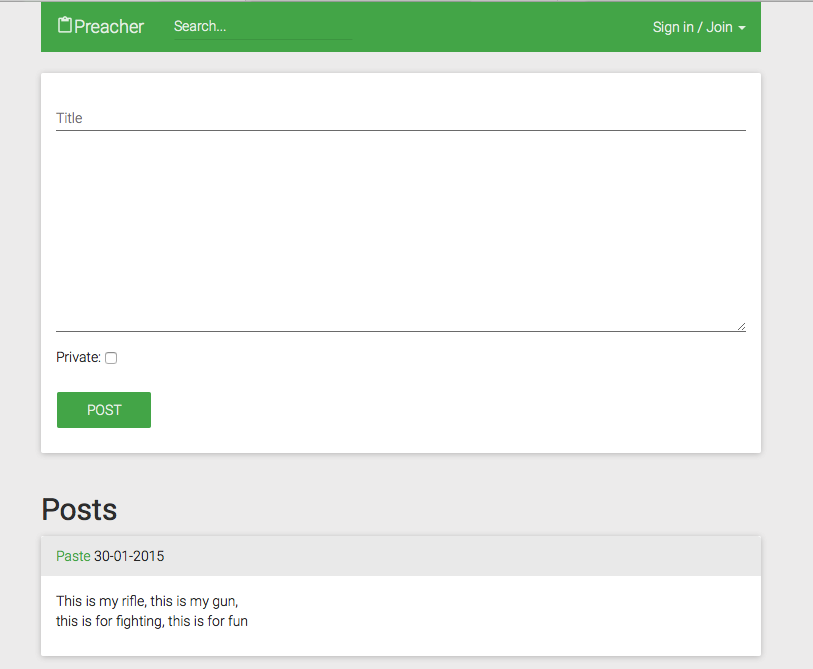 Preacher Search... Sign in / Join
Title
Private:
POST
Posts
Paste 30-01-2015
This is my rifle, this is my gun,
this is for fighting, this is for fun